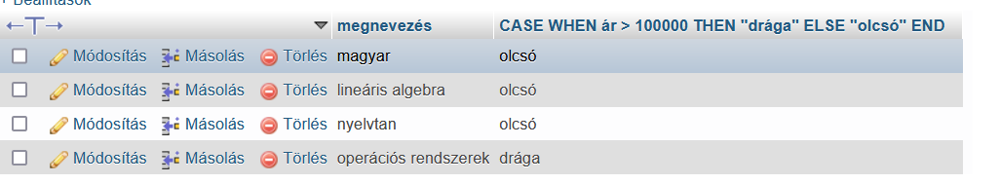 Beállítások
←T→ megnevezés CASE WHEN ár > 100000 THEN "drága" ELSE "olcsó" END
Módosítás Másolás Törlés magyar olcsó
Módosítás Másolás Törlés lineáris algebra olcsó
Módosítás Másolás Törlés nyelvtan olcsó
Módosítás Másolás Törlés operációs rendszerek drága